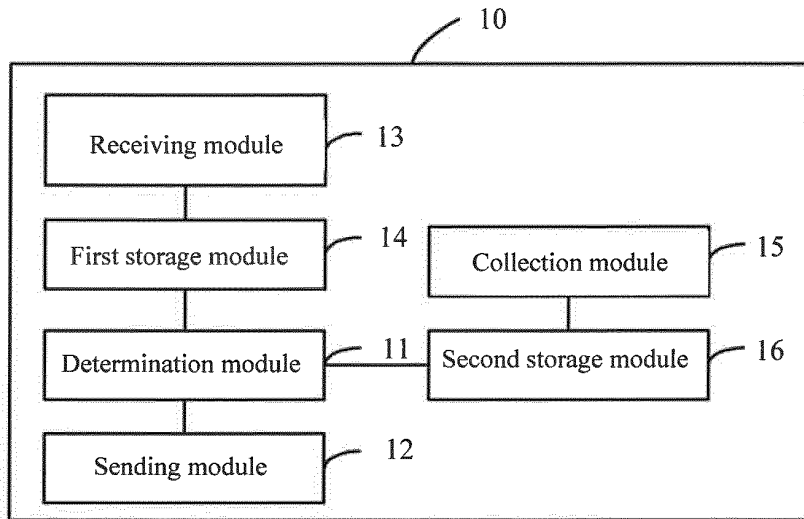 10
Receiving module
13
First storage module
14
Collection module
15
Determination module
11
Second storage module
16
Sending module
12